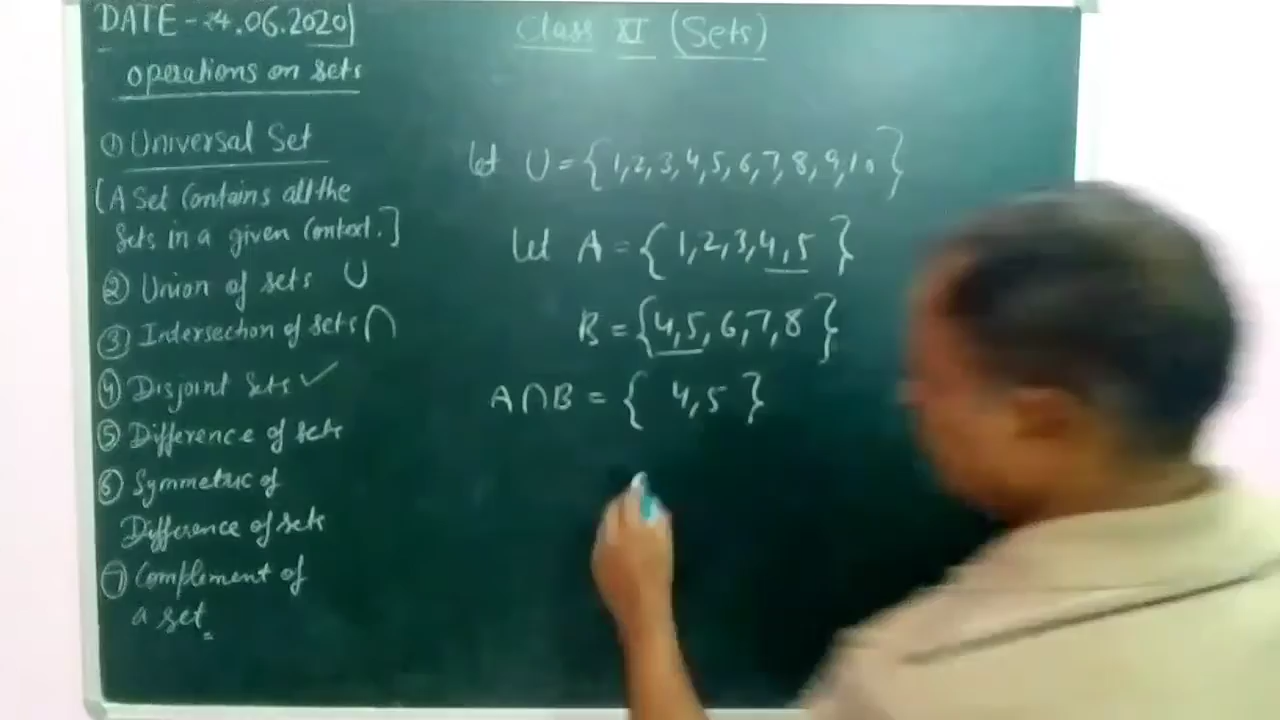 DATE - 24.06.2020
operations on sets
① Universal Set
[A Set Contains all the
Sets in a given Context.]
② Union of sets ∪
③ Intersection of sets ∩
④ Disjoint Sets ✓
⑤ Difference of sets
⑥ Symmetric of
Difference of sets
⑦ Complement of
a set
Class XI (Sets)
let U = {1,2,3,4,5,6,7,8,9,10}
let A = {1,2,3,4,5}
B = {4,5,6,7,8}
A∩B = {4,5}